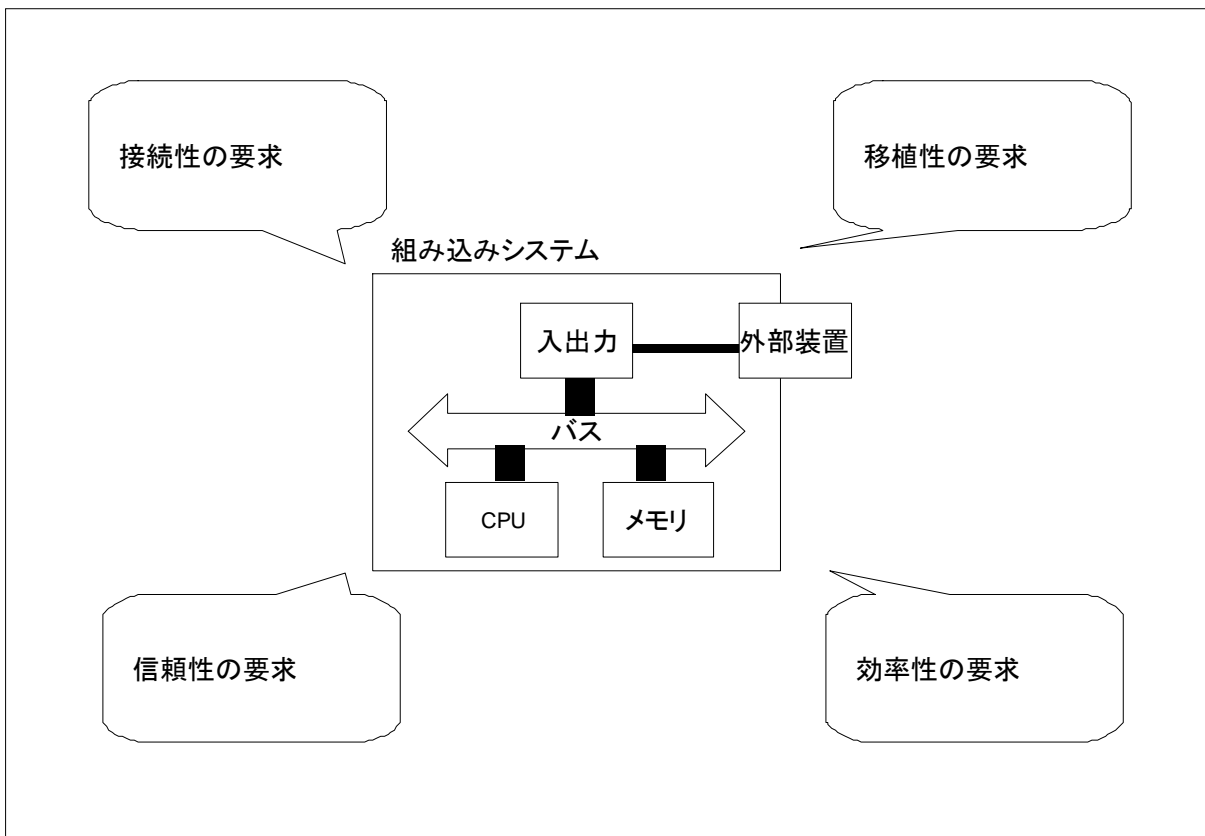 接続性の要求
移植性の要求
組み込みシステム
入出力
外部装置
バス
CPU
メモリ
信頼性の要求
効率性の要求